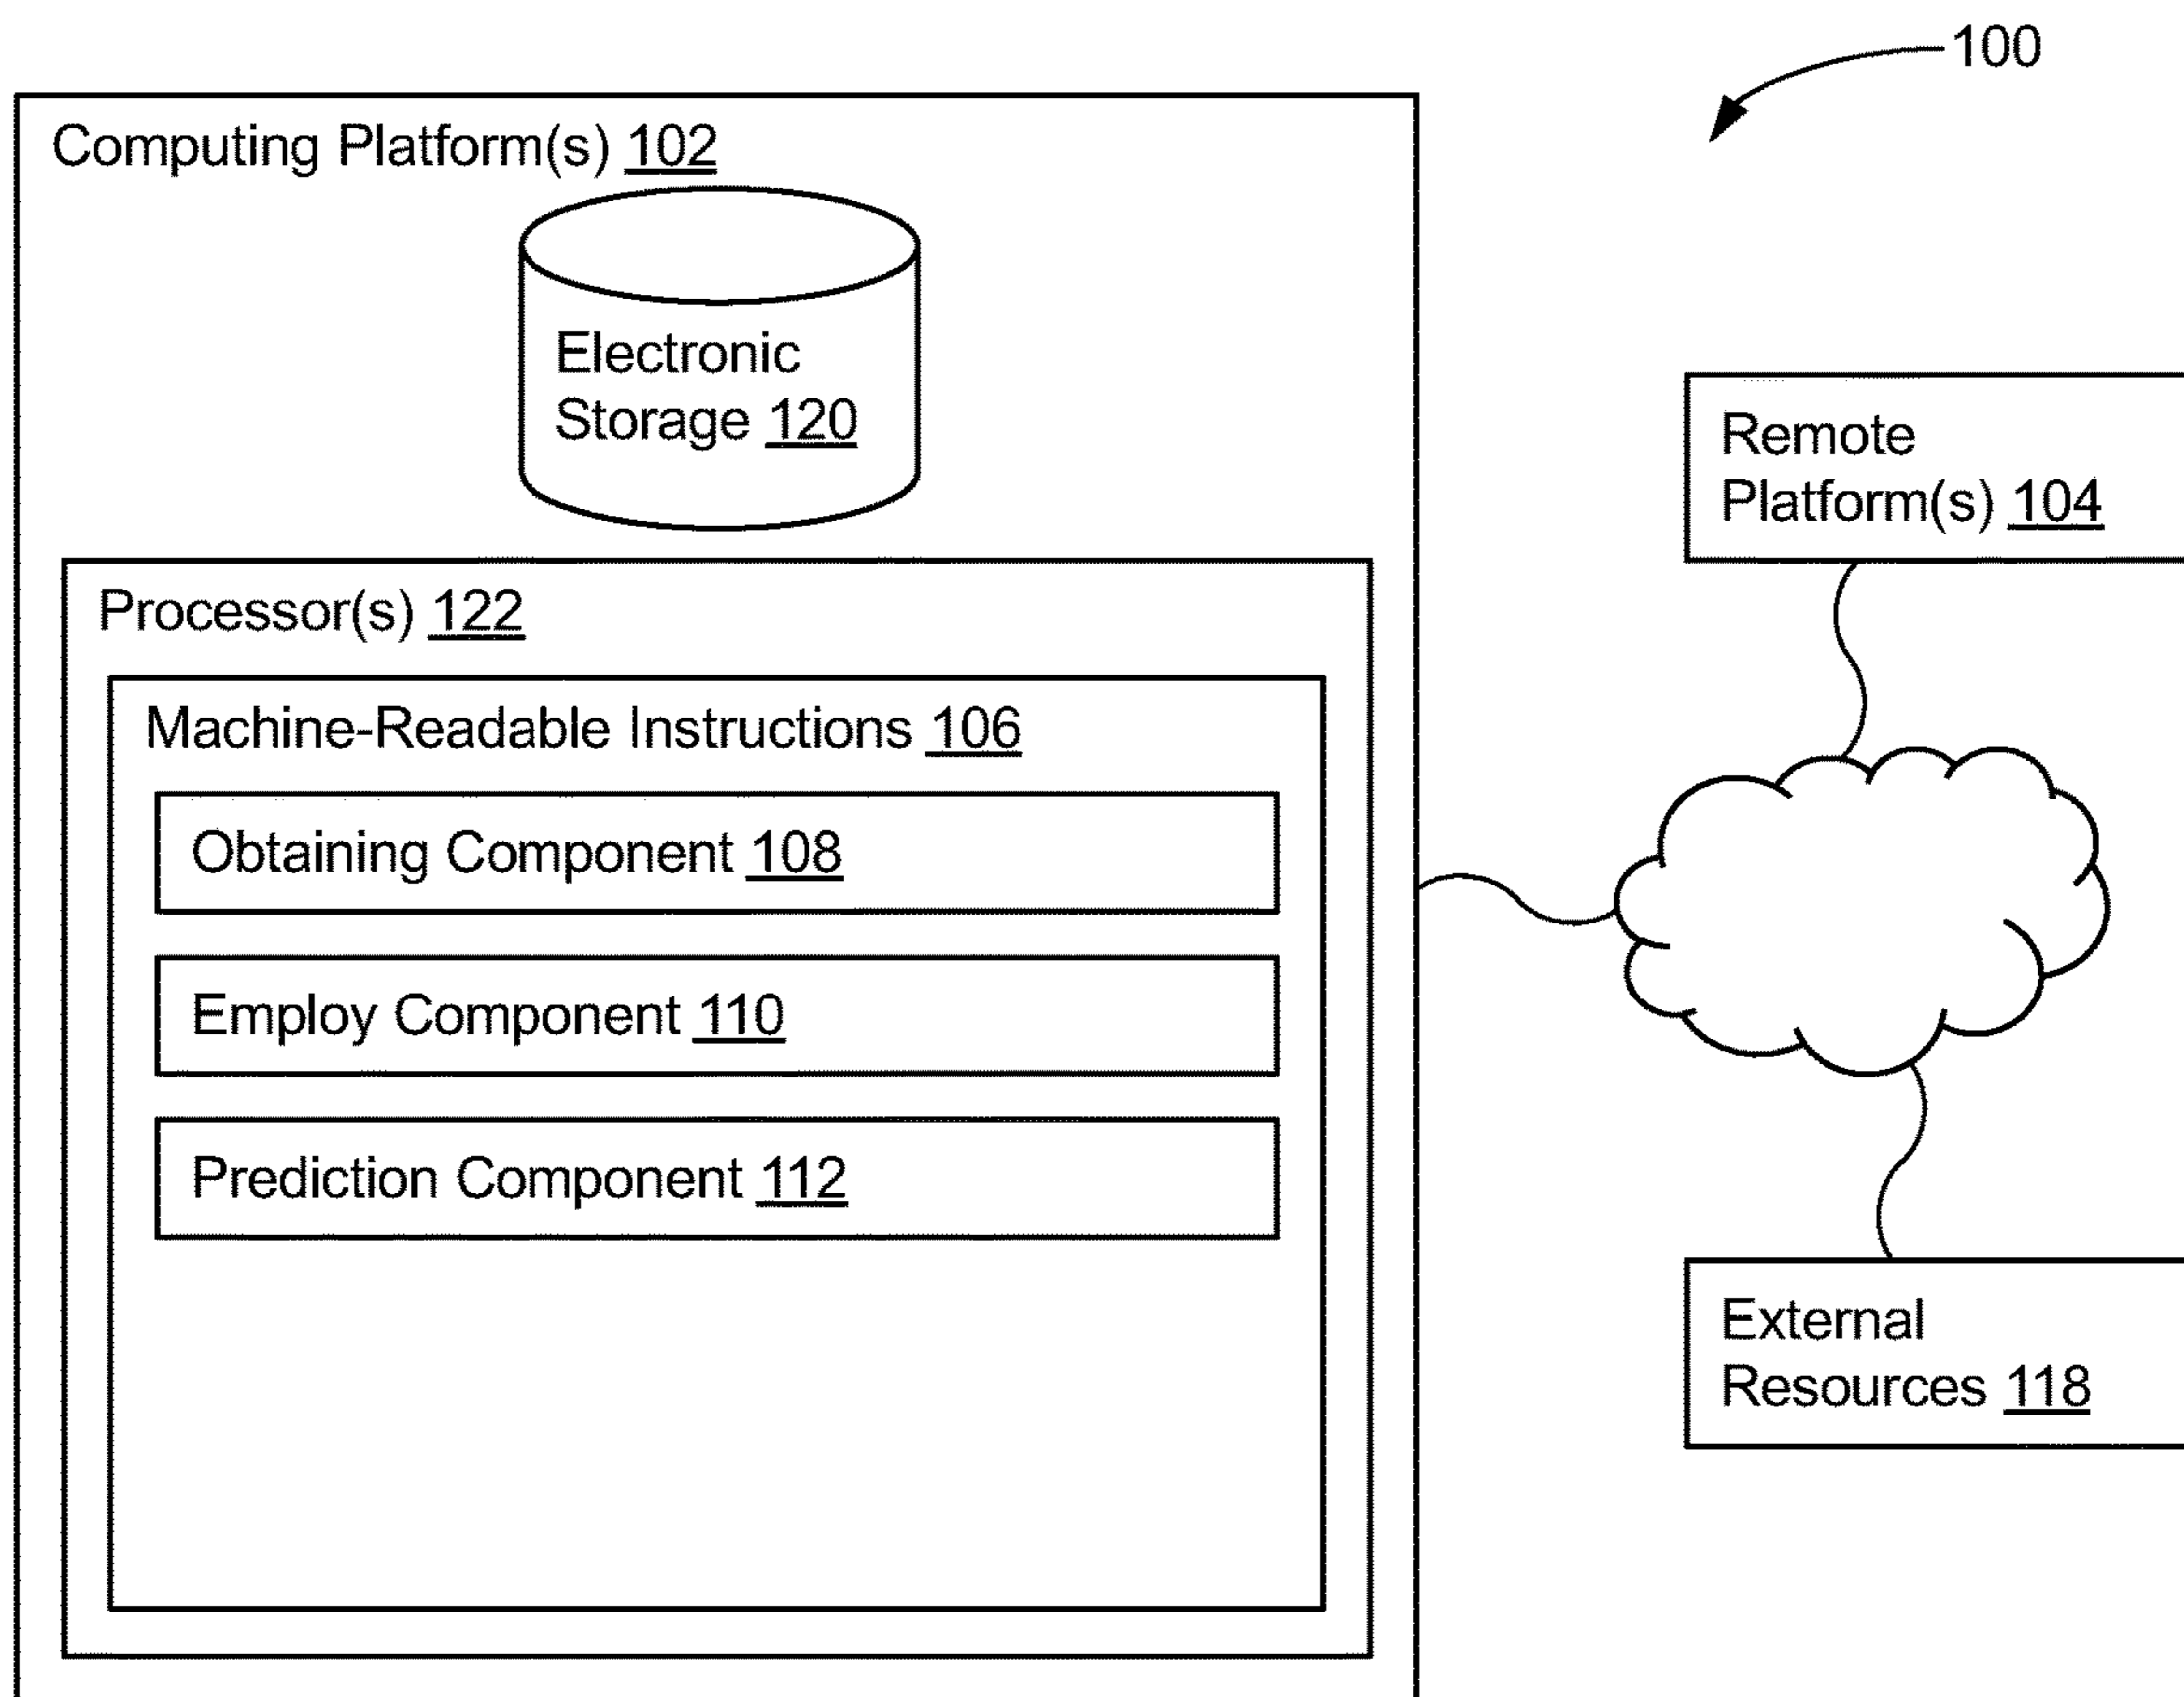 100
Computing Platform(s) 102
Electronic
Storage 120
Remote
Platform(s) 104
Processor(s) 122
Machine-Readable Instructions 106
Obtaining Component 108
Employ Component 110
Prediction Component 112
External
Resources 118